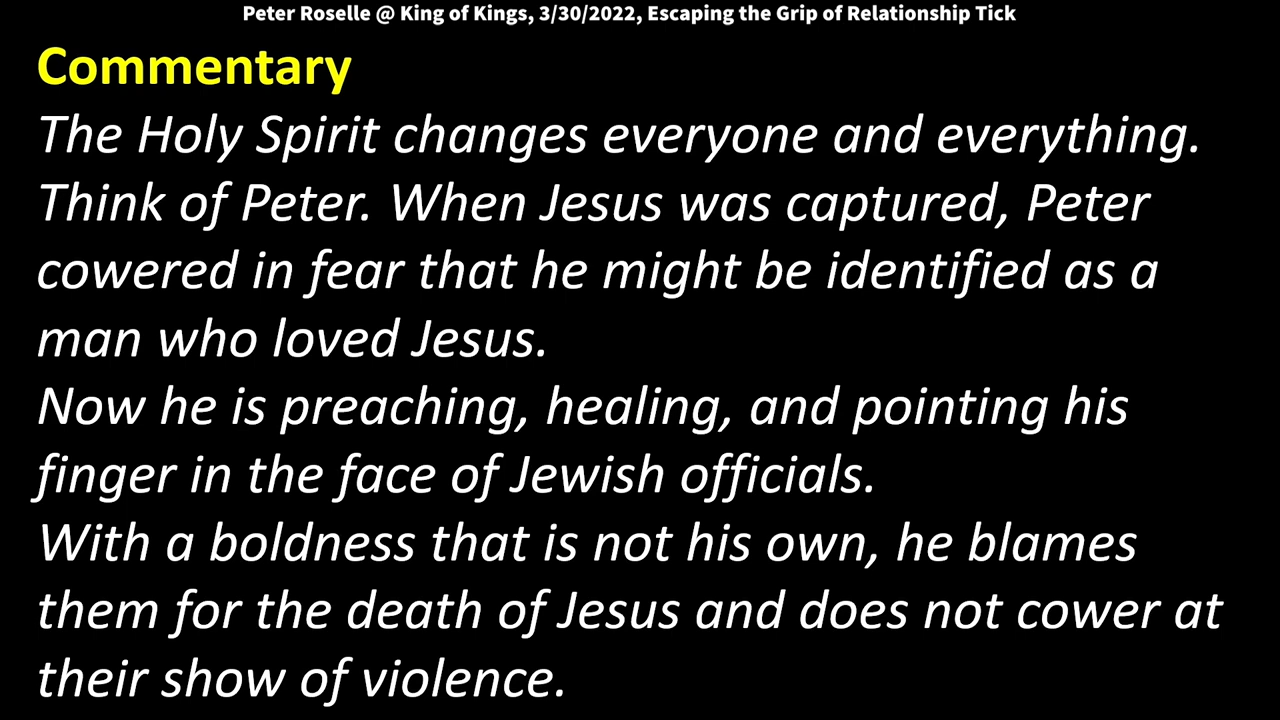 Peter Roselle @ King of Kings, 3/30/2022, Escaping the Grip of Relationship Tick
Commentary
The Holy Spirit changes everyone and everything.
Think of Peter. When Jesus was captured, Peter
cowered in fear that he might be identified as a
man who loved Jesus.
Now he is preaching, healing, and pointing his
finger in the face of Jewish officials.
With a boldness that is not his own, he blames
them for the death of Jesus and does not cower at
their show of violence.